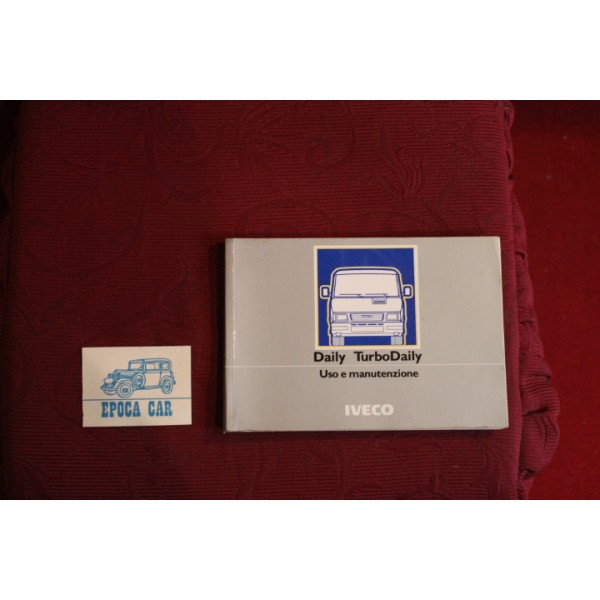 Daily TurboDaily
Uso e manutenzione
IVECO
EPOCA CAR